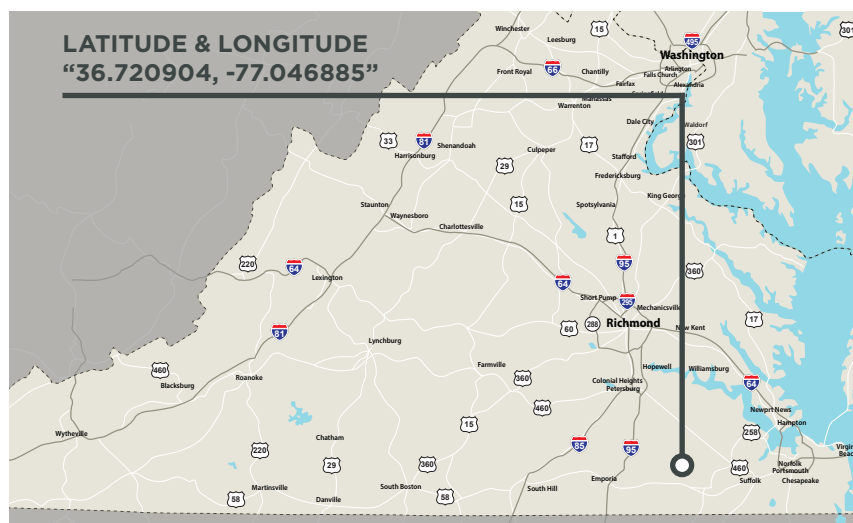 LATITUDE & LONGITUDE
“36.720904, -77.046885”
Winchester
15
Leesburg
495
301
Washington
Front Royal
66
Chantilly
Arlington
Falls Church
Fairfax
Alexandria
Manassas
Warrenton
Dale City
Waldorf
33
81
Shenandoah
Harrisonburg
Culpeper
17
301
Stafford
29
Fredericksburg
King George
Staunton
15
Spotsylvania
Waynesboro
Charlottesville
1
220
64
95
360
Lexington
64
Short Pump
295
Mechanicsville
17
81
60
288
Richmond
New Kent
Lynchburg
460
Farmville
Hopewell
Williamsburg
Blacksburg
Roanoke
360
Colonial Heights
Petersburg
64
460
Newport News
Wytheville
15
Hampton
258
Chatham
220
85
95
Virginia
Beach
29
360
460
Norfolk
Portsmouth
Martinsville
58
Danville
South Boston
58
South Hill
Emporia
Suffolk
Chesapeake